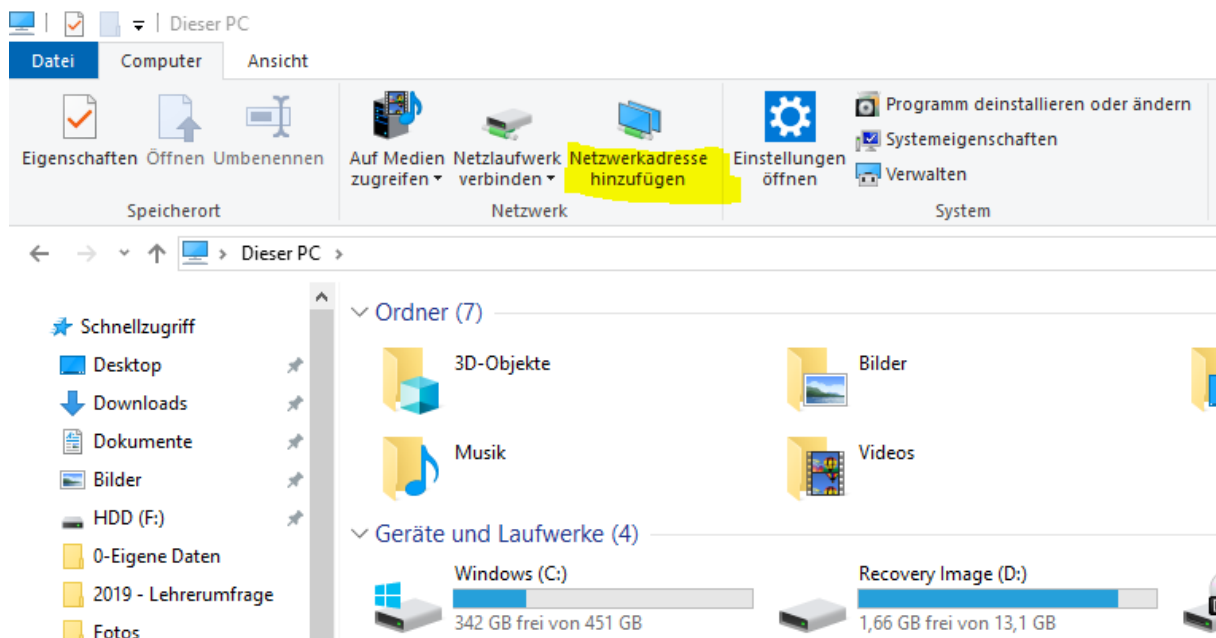 Dieser PC
Datei Computer Ansicht
Eigenschaften Öffnen Umbenennen
Auf Medien zugreifen
Netzlaufwerk verbinden
Netzwerkadresse hinzufügen
Einstellungen öffnen
Programm deinstallieren oder ändern
Systemeigenschaften
Verwalten
Speicherort Netzwerk System
Dieser PC
Schnellzugriff
Desktop
Downloads
Dokumente
Bilder
HDD (F:)
0-Eigene Daten
2019 - Lehrerumfrage
Fotos
Ordner (7)
3D-Objekte
Bilder
Musik
Videos
Geräte und Laufwerke (4)
Windows (C:)
342 GB frei von 451 GB
Recovery Image (D:)
1,66 GB frei von 13,1 GB